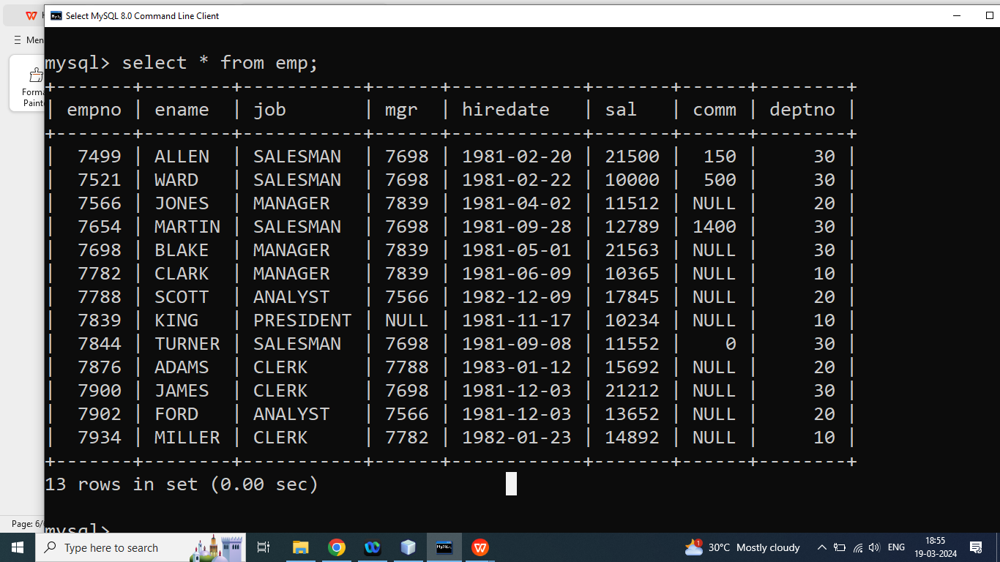 Select MySQL 8.0 Command Line Client
Men
Forma
Painte
mysql> select * from emp;
+-------+--------+-----------+------+------------+-------+------+--------+
| empno | ename  | job       | mgr  | hiredate   | sal   | comm | deptno |
+-------+--------+-----------+------+------------+-------+------+--------+
|  7499 | ALLEN  | SALESMAN  | 7698 | 1981-02-20 | 21500 |  150 |     30 |
|  7521 | WARD   | SALESMAN  | 7698 | 1981-02-22 | 10000 |  500 |     30 |
|  7566 | JONES  | MANAGER   | 7839 | 1981-04-02 | 11512 | NULL |     20 |
|  7654 | MARTIN | SALESMAN  | 7698 | 1981-09-28 | 12789 | 1400 |     30 |
|  7698 | BLAKE  | MANAGER   | 7839 | 1981-05-01 | 21563 | NULL |     30 |
|  7782 | CLARK  | MANAGER   | 7839 | 1981-06-09 | 10365 | NULL |     10 |
|  7788 | SCOTT  | ANALYST   | 7566 | 1982-12-09 | 17845 | NULL |     20 |
|  7839 | KING   | PRESIDENT | NULL | 1981-11-17 | 10234 | NULL |     10 |
|  7844 | TURNER | SALESMAN  | 7698 | 1981-09-08 | 11552 |    0 |     30 |
|  7876 | ADAMS  | CLERK     | 7788 | 1983-01-12 | 15692 | NULL |     20 |
|  7900 | JAMES  | CLERK     | 7698 | 1981-12-03 | 21212 | NULL |     30 |
|  7902 | FORD   | ANALYST   | 7566 | 1981-12-03 | 13652 | NULL |     20 |
|  7934 | MILLER | CLERK     | 7782 | 1982-01-23 | 14892 | NULL |     10 |
+-------+--------+-----------+------+------------+-------+------+--------+
13 rows in set (0.00 sec)
mysql>
Page: 6/
Type here to search
1
30°C Mostly cloudy
ENG
18:55
19-03-2024